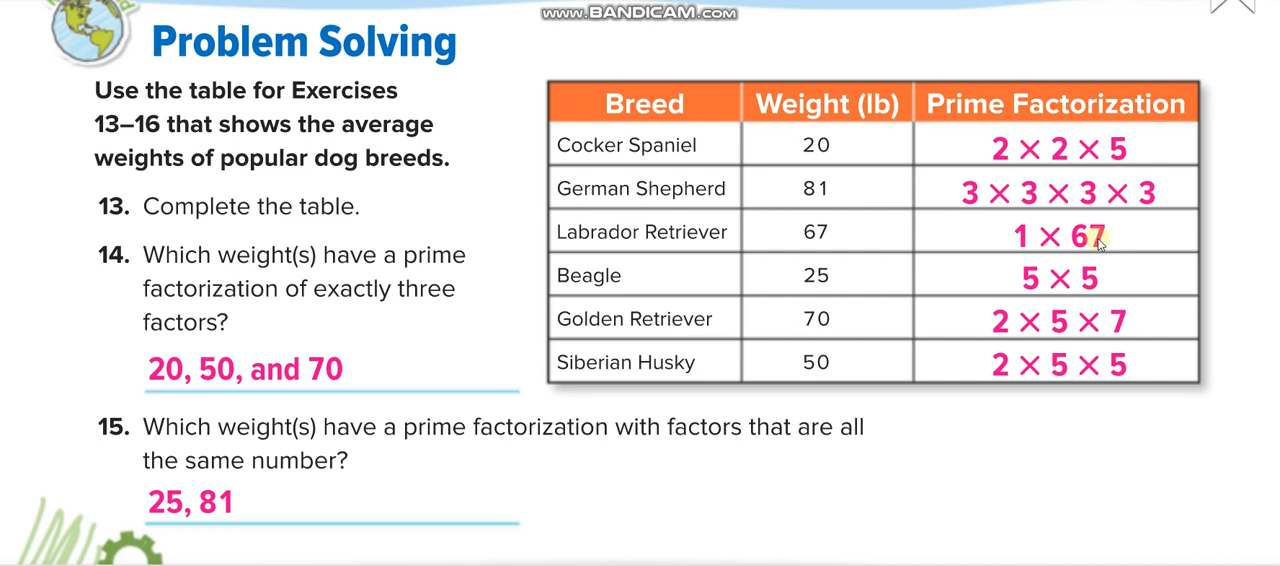 www.BANDICAM.com
Problem Solving
Use the table for Exercises
13–16 that shows the average
weights of popular dog breeds.
13. Complete the table.
14. Which weight(s) have a prime
factorization of exactly three
factors?
20, 50, and 70
Breed Weight (lb) Prime Factorization
Cocker Spaniel 20 2 × 2 × 5
German Shepherd 81 3 × 3 × 3 × 3
Labrador Retriever 67 1 × 67
Beagle 25 5 × 5
Golden Retriever 70 2 × 5 × 7
Siberian Husky 50 2 × 5 × 5
15. Which weight(s) have a prime factorization with factors that are all
the same number?
25, 81